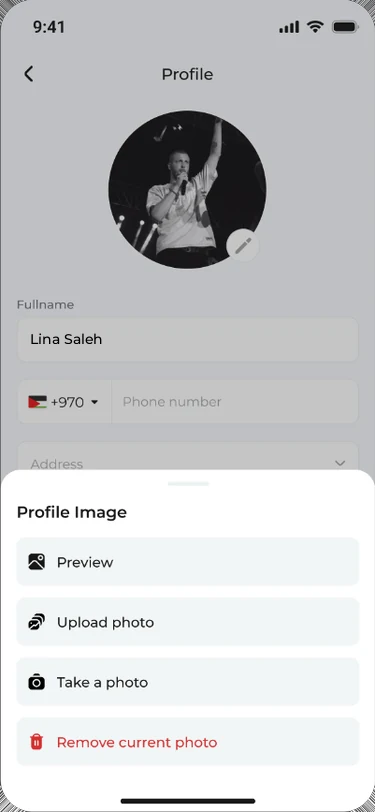 9:41
Profile
Fullname
Lina Saleh
+970 Phone number
Address
Profile Image
Preview
Upload photo
Take a photo
Remove current photo